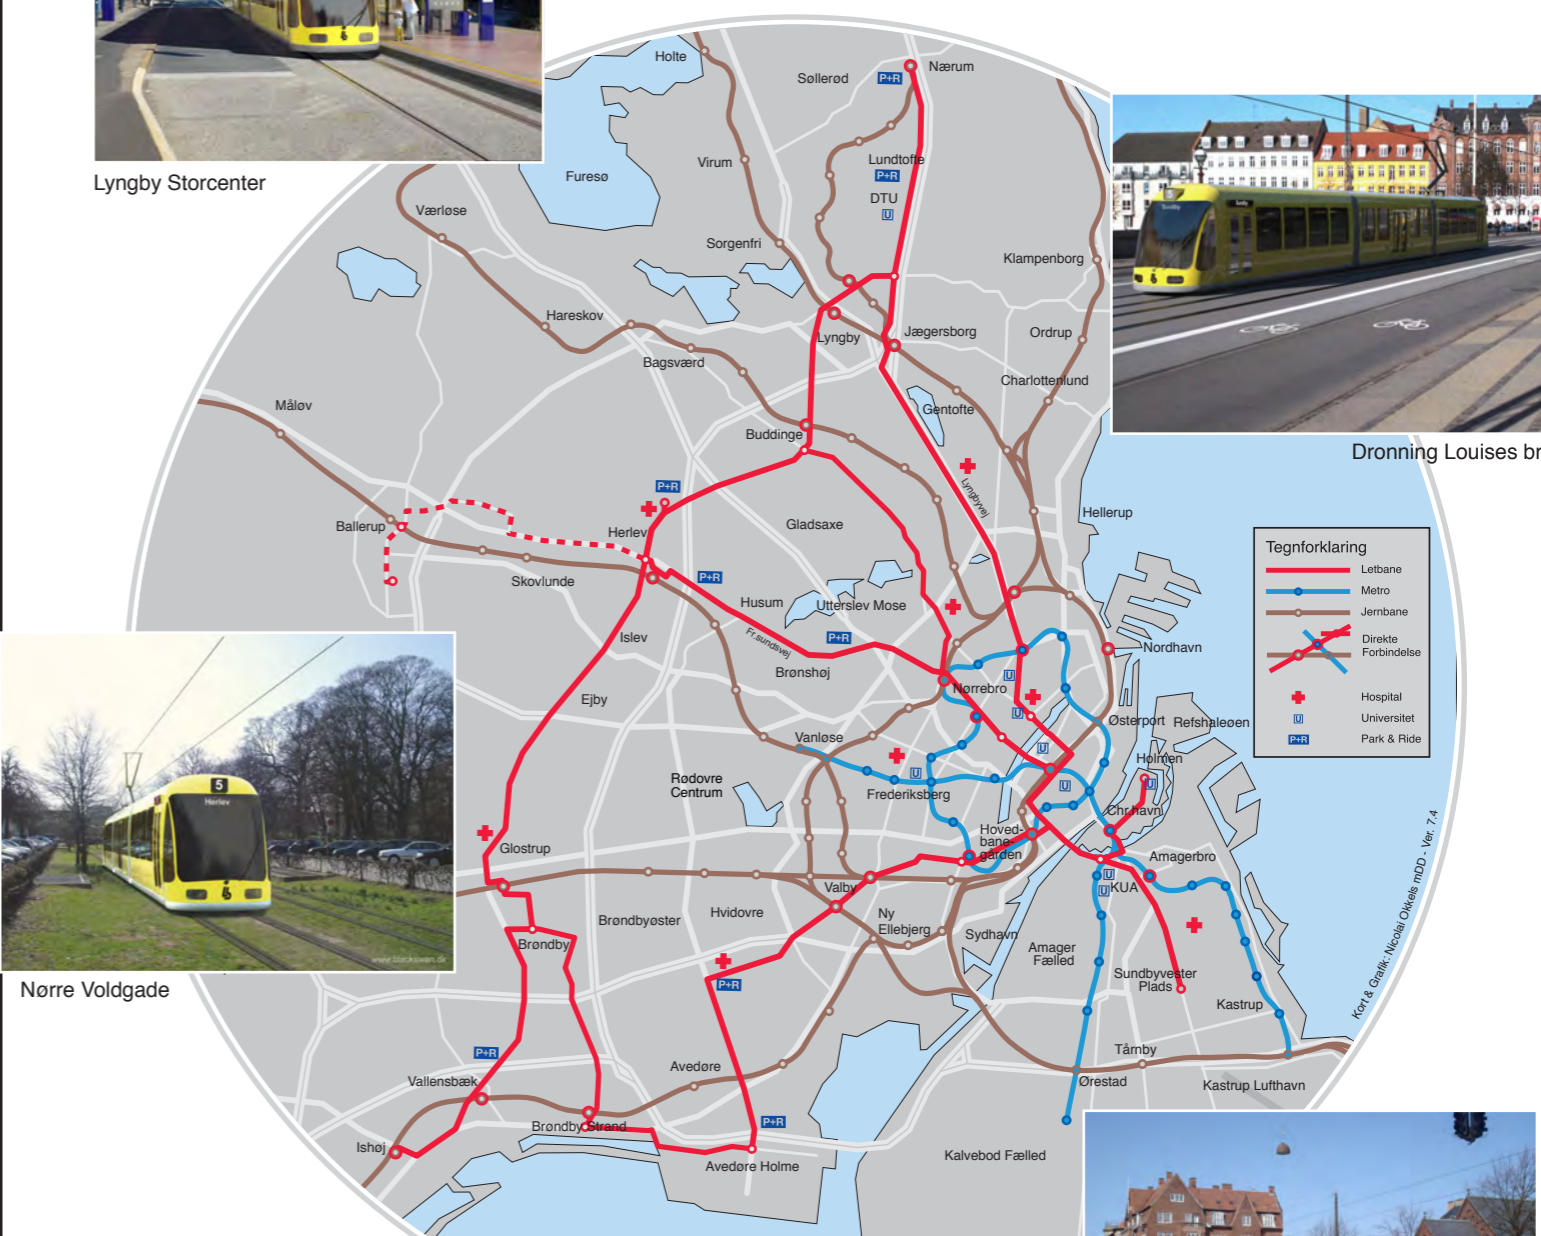 Lyngby Storcenter
Holte
Søllerød
P+R
Nærum
Virum
Furesø
Lundtofte
P+R
DTU
U
Værløse
Sorgenfri
Klampenborg
Hareskov
Lyngby
Jægersborg
Ordrup
Bagsværd
Charlottenlund
Måløv
Gentofte
Buddinge
5
Dronning Louises br
Lyngbyvej
P+R
Hellerup
Ballerup
Herlev
Gladsaxe
Skovlunde
P+R
Husum
Utterslev Mose
Islev
Fr.sundsvej
P+R
Brønshøj
Nordhavn
U
Nørrebro
Ejby
U
Østerport
Refshaleøen
Vanløse
U
Holmen
U
Rødovre
Centrum
U
Frederiksberg
U
Chr.havn
Hoved-
bane-
gården
Glostrup
Amagerbro
U
U
KUA
Valby
Brøndbyøster
Hvidovre
Ny
Ellebjerg
Sydhavn
Brøndby
Amager
Fælled
P+R
Sundbyvester
Plads
Kastrup
P+R
Tårnby
Avedøre
Vallensbæk
Ørestad
Kastrup Lufthavn
P+R
Brøndby Strand
Ishøj
Avedøre Holme
Kalvebod Fælled
Tegnforklaring
Letbane
Metro
Jernbane
Direkte
Forbindelse
Hospital
U
Universitet
P+R
Park & Ride
Kort & Grafik: Nicolai Okkels mDD - Ver. 7.4
5
Herlev
www.blackswan.dk
Nørre Voldgade